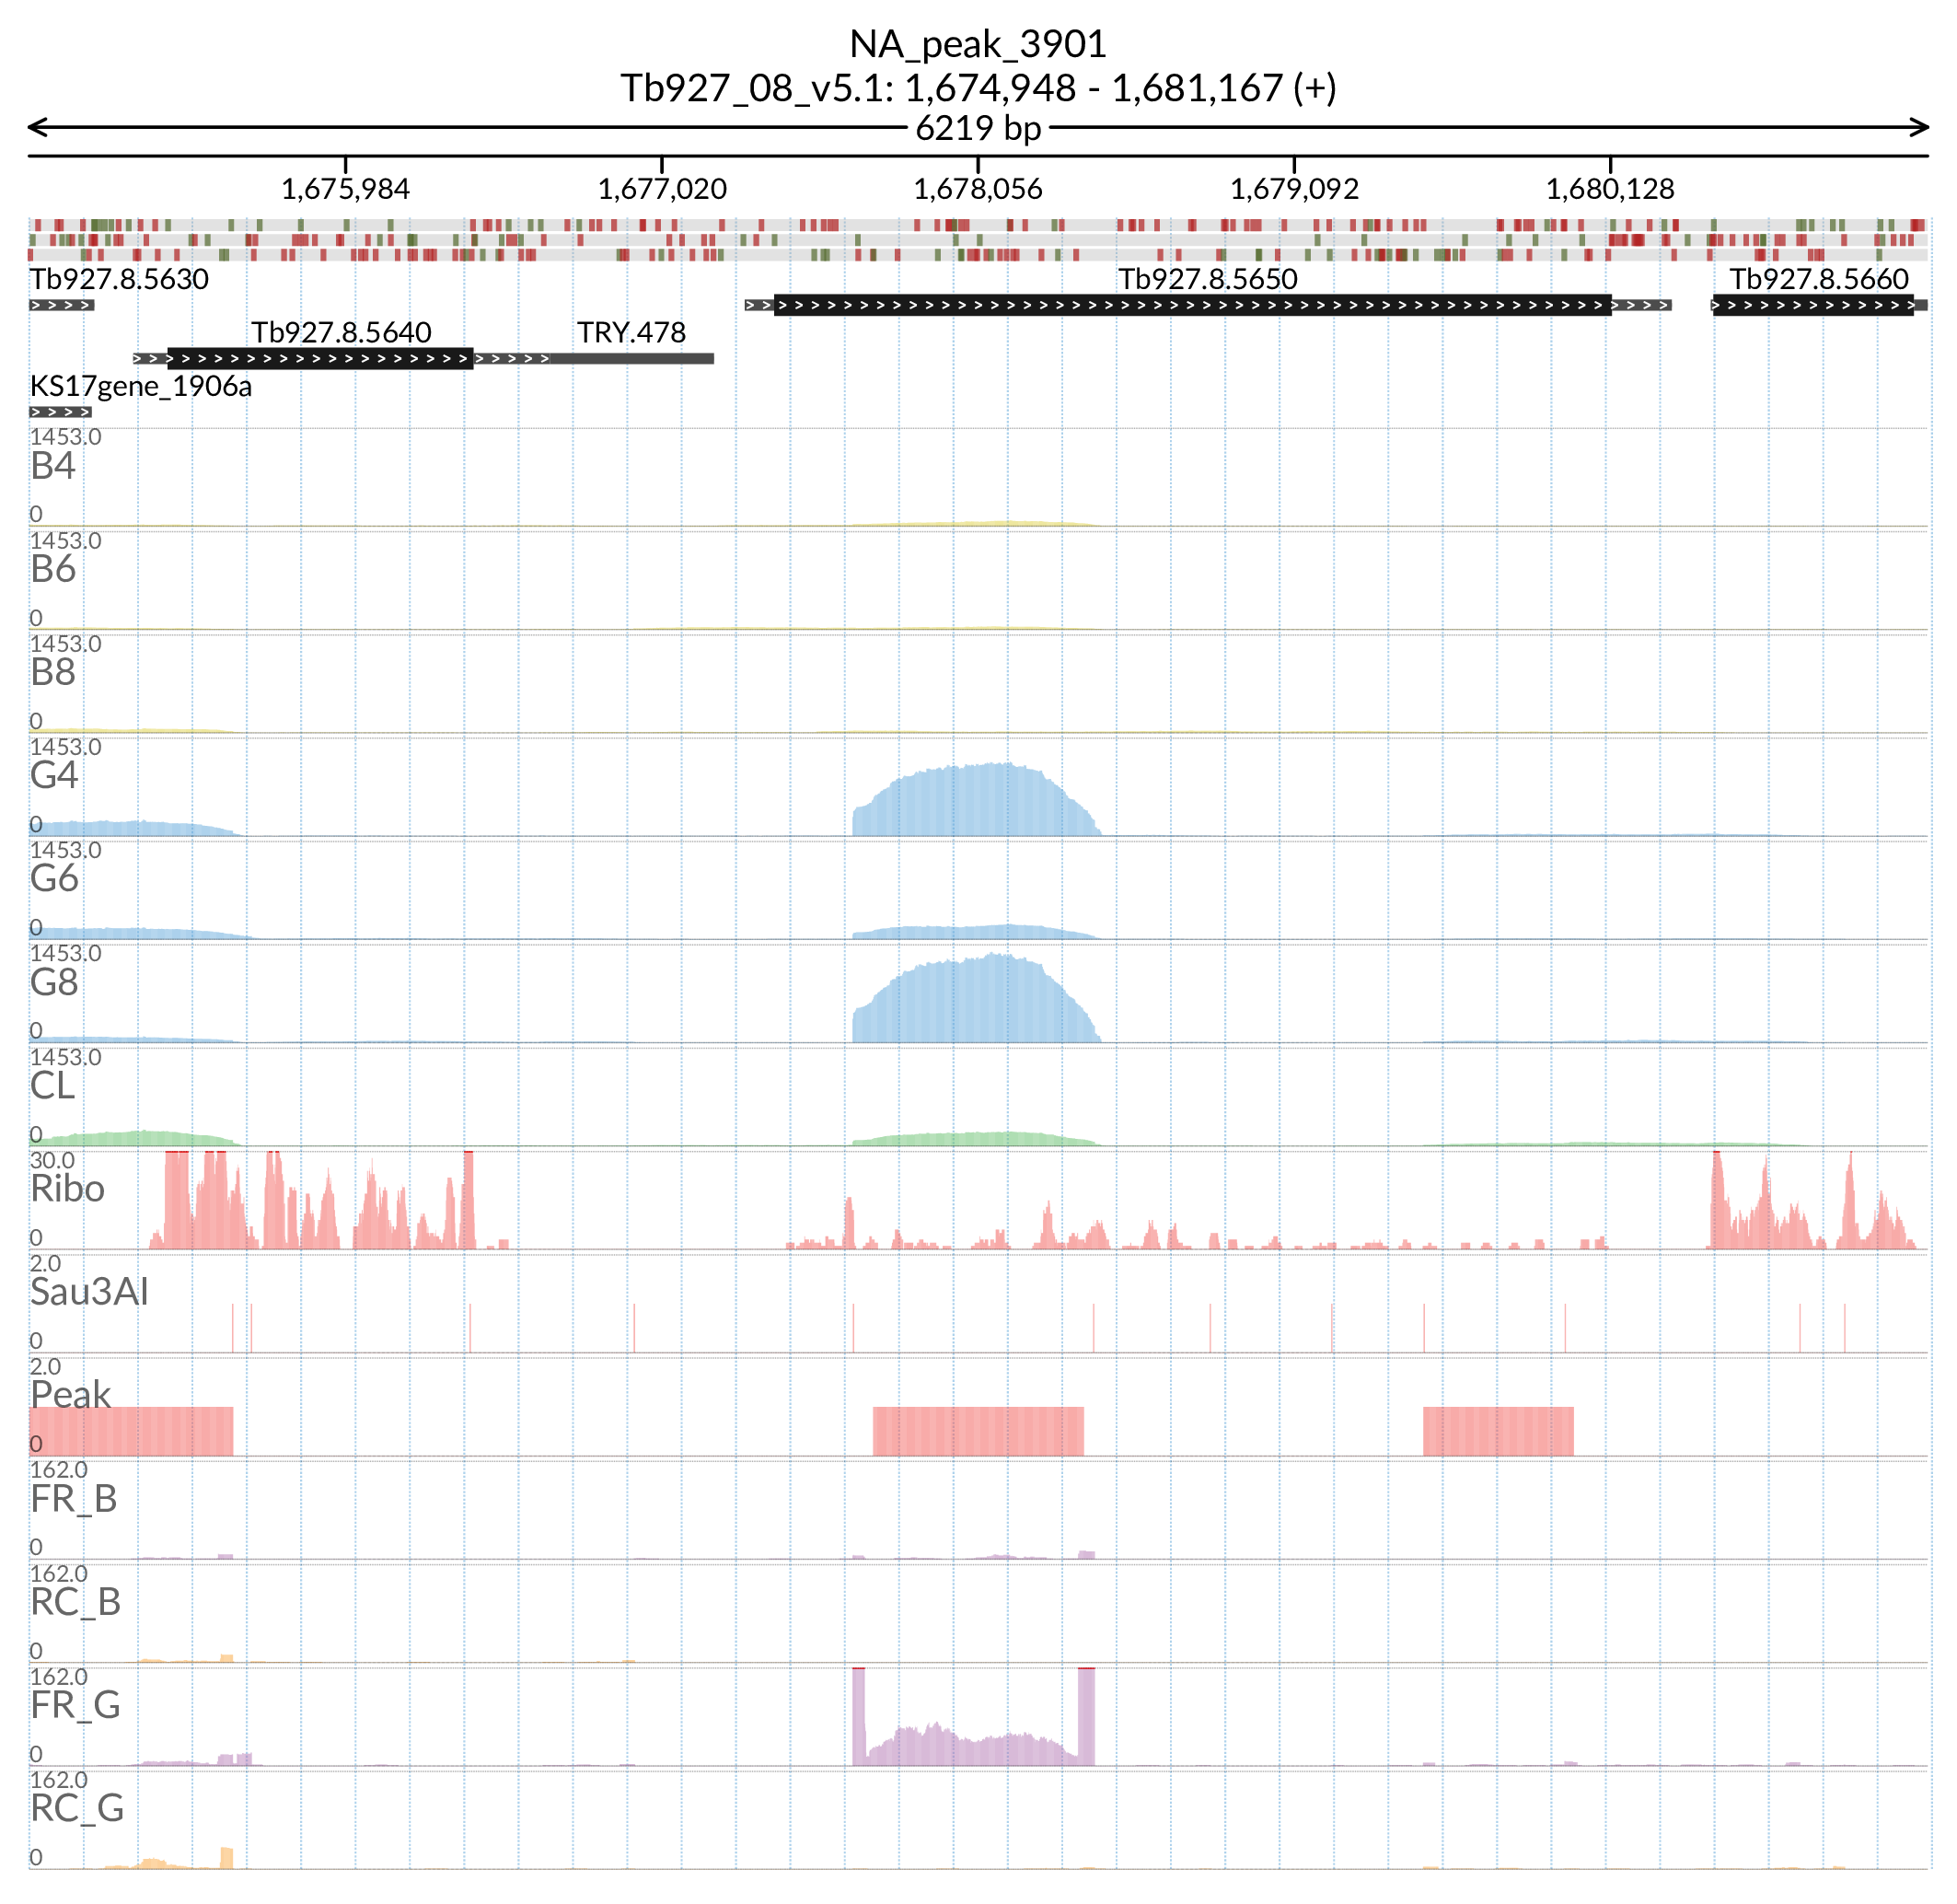 NA_peak_3901
Tb927_08_v5.1: 1,674,948 - 1,681,167 (+)
6219 bp
1,675,984 1,677,020 1,678,056 1,679,092 1,680,128
Tb927.8.5630 Tb927.8.5650 Tb927.8.5660
Tb927.8.5640 TRY.478
KS17gene_1906a
1453.0
B4
0
1453.0
B6
0
1453.0
B8
0
1453.0
G4
0
1453.0
G6
0
1453.0
G8
0
1453.0
CL
0
30.0
Ribo
0
2.0
Sau3AI
0
2.0
Peak
0
162.0
FR_B
0
162.0
RC_B
0
162.0
FR_G
0
162.0
RC_G
0